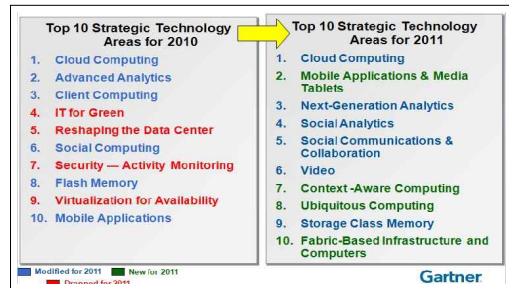 Top 10 Strategic Technology
Areas for 2010
1. Cloud Computing
2. Advanced Analytics
3. Client Computing
4. IT for Green
5. Reshaping the Data Center
6. Social Computing
7. Security — Activity Monitoring
8. Flash Memory
9. Virtualization for Availability
10. Mobile Applications
Top 10 Strategic Technology
Areas for 2011
1. Cloud Computing
2. Mobile Applications & Media
Tablets
3. Next-Generation Analytics
4. Social Analytics
5. Social Communications &
Collaboration
6. Video
7. Context -Aware Computing
8. Ubiquitous Computing
9. Storage Class Memory
10. Fabric-Based Infrastructure and
Computers
Modified for 2011 New for 2011
Dropped for 2011
Gartner